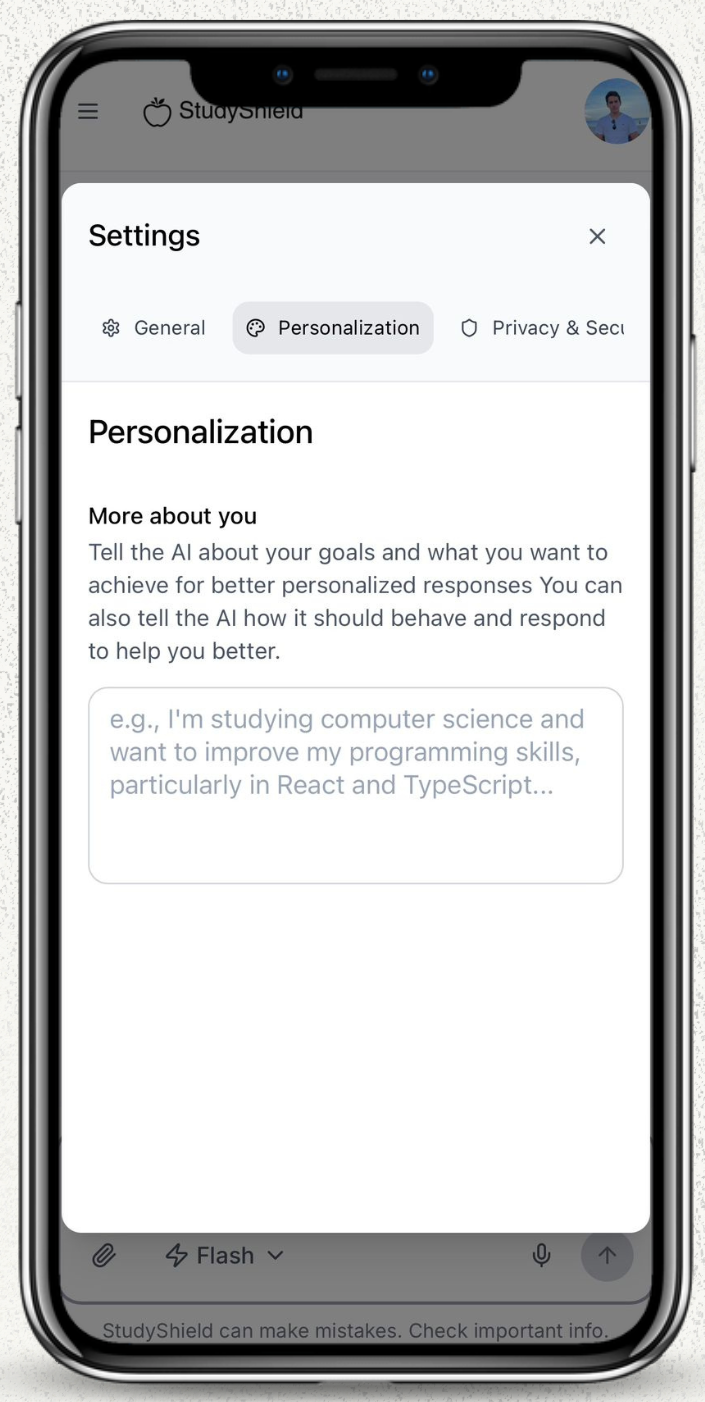 StudyShield
Settings
General
Personalization
Privacy & Secu
Personalization
More about you
Tell the AI about your goals and what you want to
achieve for better personalized responses You can
also tell the AI how it should behave and respond
to help you better.
e.g., I'm studying computer science and
want to improve my programming skills,
particularly in React and TypeScript...
Flash
StudyShield can make mistakes. Check important info.